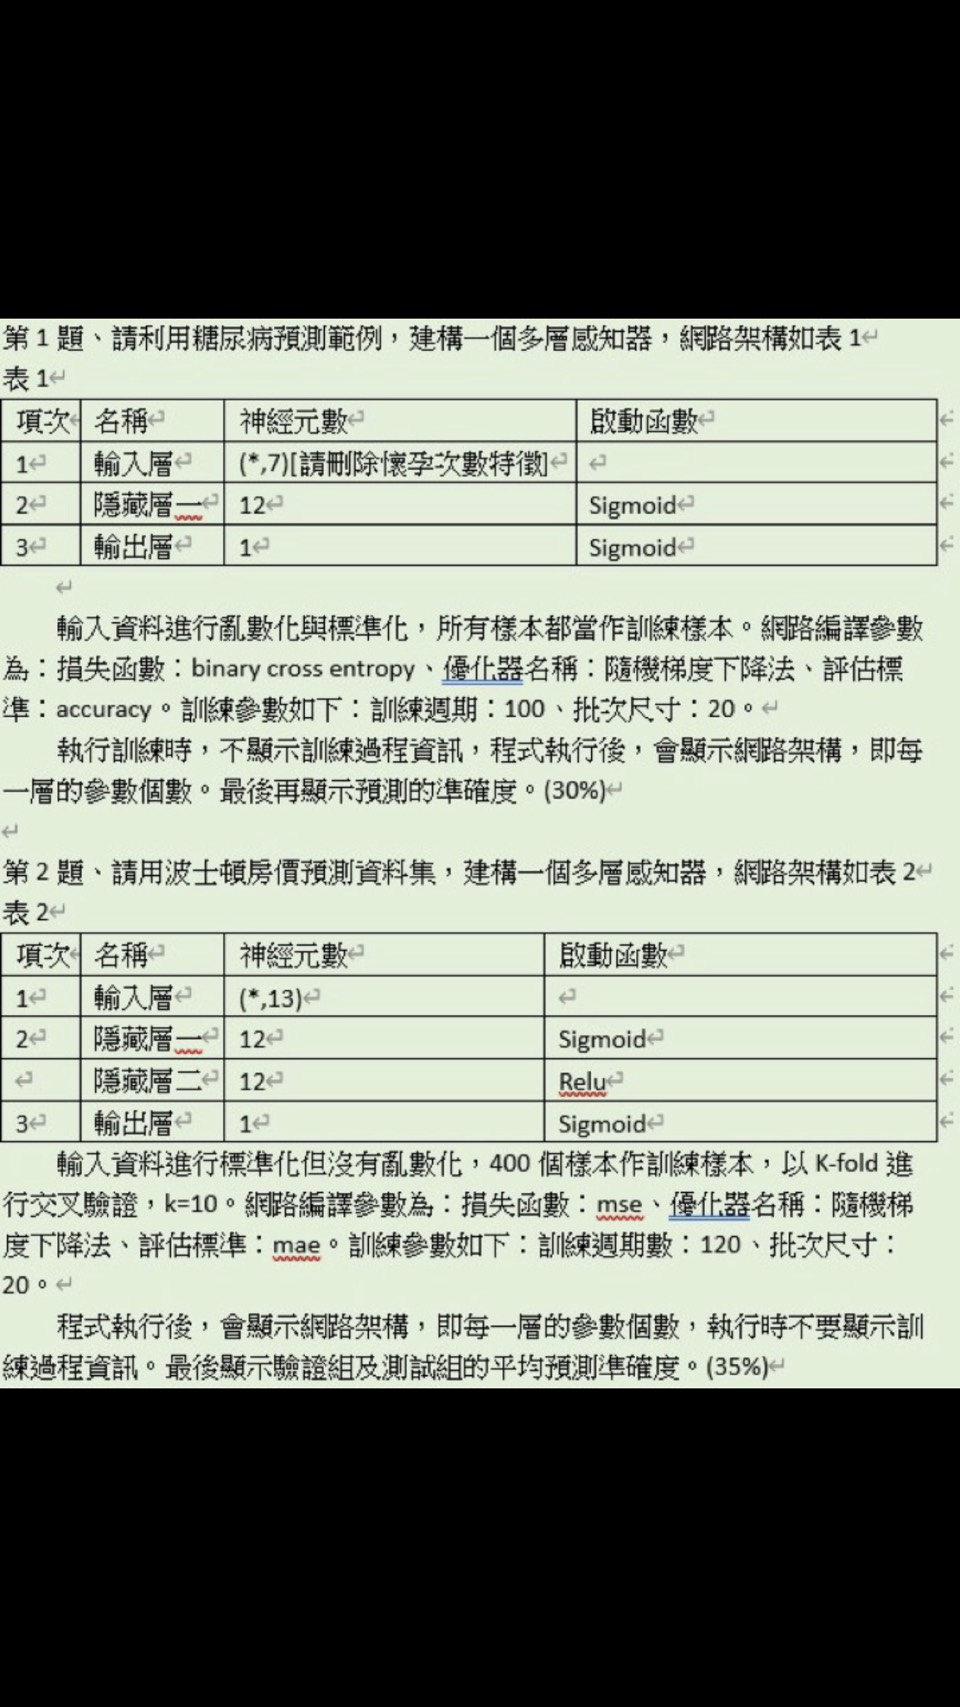 第 1 題、請利用糖尿病預測範例，建構一個多層感知器，網路架構如表 1
表 1
項次 名稱 神經元數 啟動函數
1 輸入層 (*,7)[請刪除懷孕次數特徵]
2 隱藏層一 12 Sigmoid
3 輸出層 1 Sigmoid
輸入資料進行亂數化與標準化，所有樣本都當作訓練樣本。網路編譯參數
為：損失函數：binary cross entropy、優化器名稱：隨機梯度下降法、評估標
準：accuracy。訓練參數如下：訓練週期：100、批次尺寸：20。
執行訓練時，不顯示訓練過程資訊，程式執行後，會顯示網路架構，即每
一層的參數個數。最後再顯示預測的準確度。(30%)
第 2 題、請用波士頓房價預測資料集，建構一個多層感知器，網路架構如表 2
表 2
項次 名稱 神經元數 啟動函數
1 輸入層 (*,13)
2 隱藏層一 12 Sigmoid
隱藏層二 12 Relu
3 輸出層 1 Sigmoid
輸入資料進行標準化但沒有亂數化，400 個樣本作訓練樣本，以 K-fold 進
行交叉驗證，k=10。網路編譯參數為：損失函數：mse、優化器名稱：隨機梯
度下降法、評估標準：mae。訓練參數如下：訓練週期數：120、批次尺寸：
20。
程式執行後，會顯示網路架構，即每一層的參數個數，執行時不要顯示訓
練過程資訊。最後顯示驗證組及測試組的平均預測準確度。(35%)